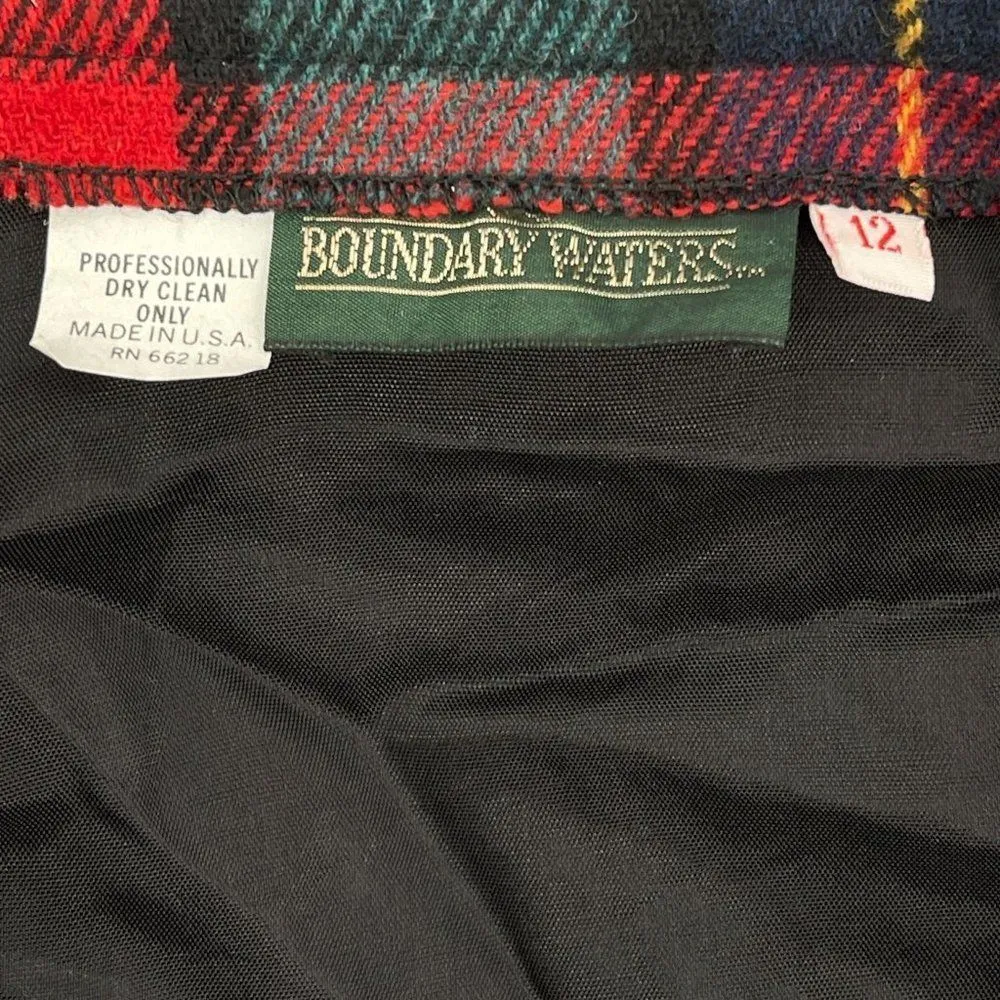 PROFESSIONALLY
DRY CLEAN
ONLY
MADE IN U.S.A.
RN 66218
BOUNDARY WATERS
12